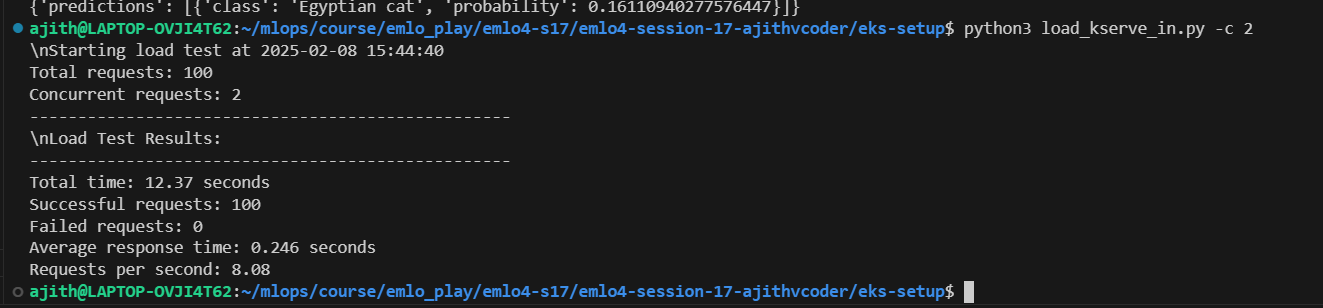 {'predictions': [{'class': 'Egyptian cat', 'probability': 0.16110940277576447}]}
ajith@LAPTOP-OVJI4T62:~/mlops/course/emlo_play/emlo4-s17/emlo4-session-17-ajithvcoder/eks-setup$ python3 load_kserve_in.py -c 2
\nStarting load test at 2025-02-08 15:44:40
Total requests: 100
Concurrent requests: 2
--------------------------------------------------
\nLoad Test Results:
--------------------------------------------------
Total time: 12.37 seconds
Successful requests: 100
Failed requests: 0
Average response time: 0.246 seconds
Requests per second: 8.08
ajith@LAPTOP-OVJI4T62:~/mlops/course/emlo_play/emlo4-s17/emlo4-session-17-ajithvcoder/eks-setup$